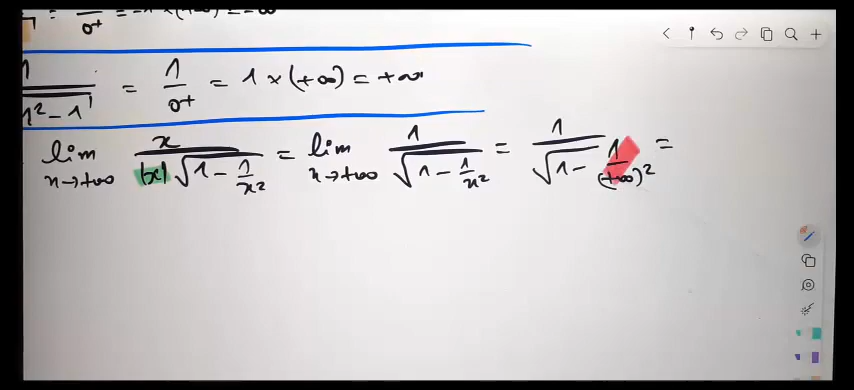 0⁺ = -1 × (+∞) = -∞
√1² - 1 = 1/0⁺ = 1 × (+∞) = +∞
lim x→+∞ x/(|x|√(1 - 1/x²)) = lim x→+∞ 1/√(1 - 1/x²) = 1/√(1 - 1/(+∞)²) =